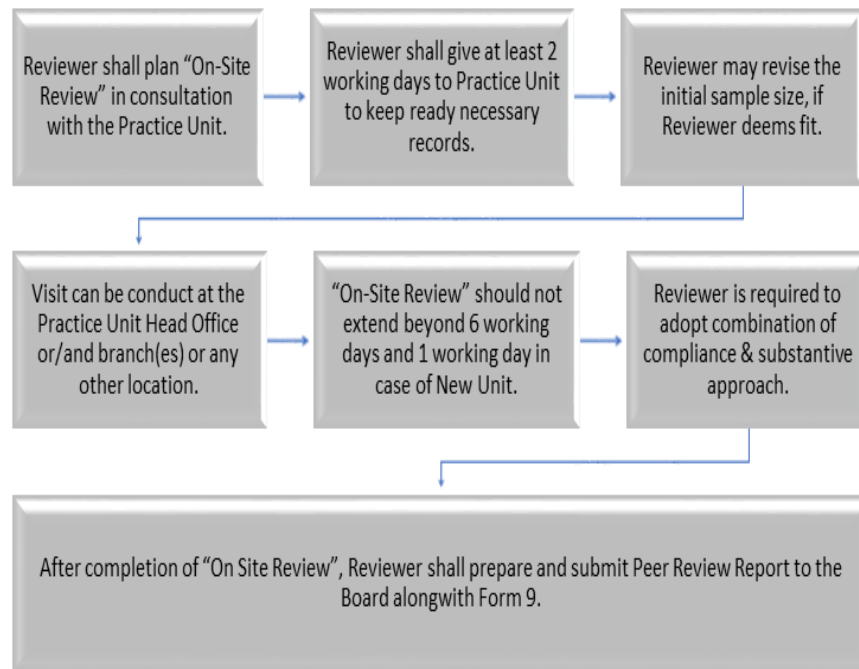 Reviewer shall plan “On-Site
Review” in consultation
with the Practice Unit.
Reviewer shall give at least 2
working days to Practice Unit
to keep ready necessary
records.
Reviewer may revise the
initial sample size, if
Reviewer deems fit.
Visit can be conduct at the
Practice Unit Head Office
or/and branch(es) or any
other location.
“On-Site Review” should not
extend beyond 6 working
days and 1 working day in
case of New Unit.
Reviewer is required to
adopt combination of
compliance & substantive
approach.
After completion of “On Site Review”, Reviewer shall prepare and submit Peer Review Report to the
Board alongwith Form 9.